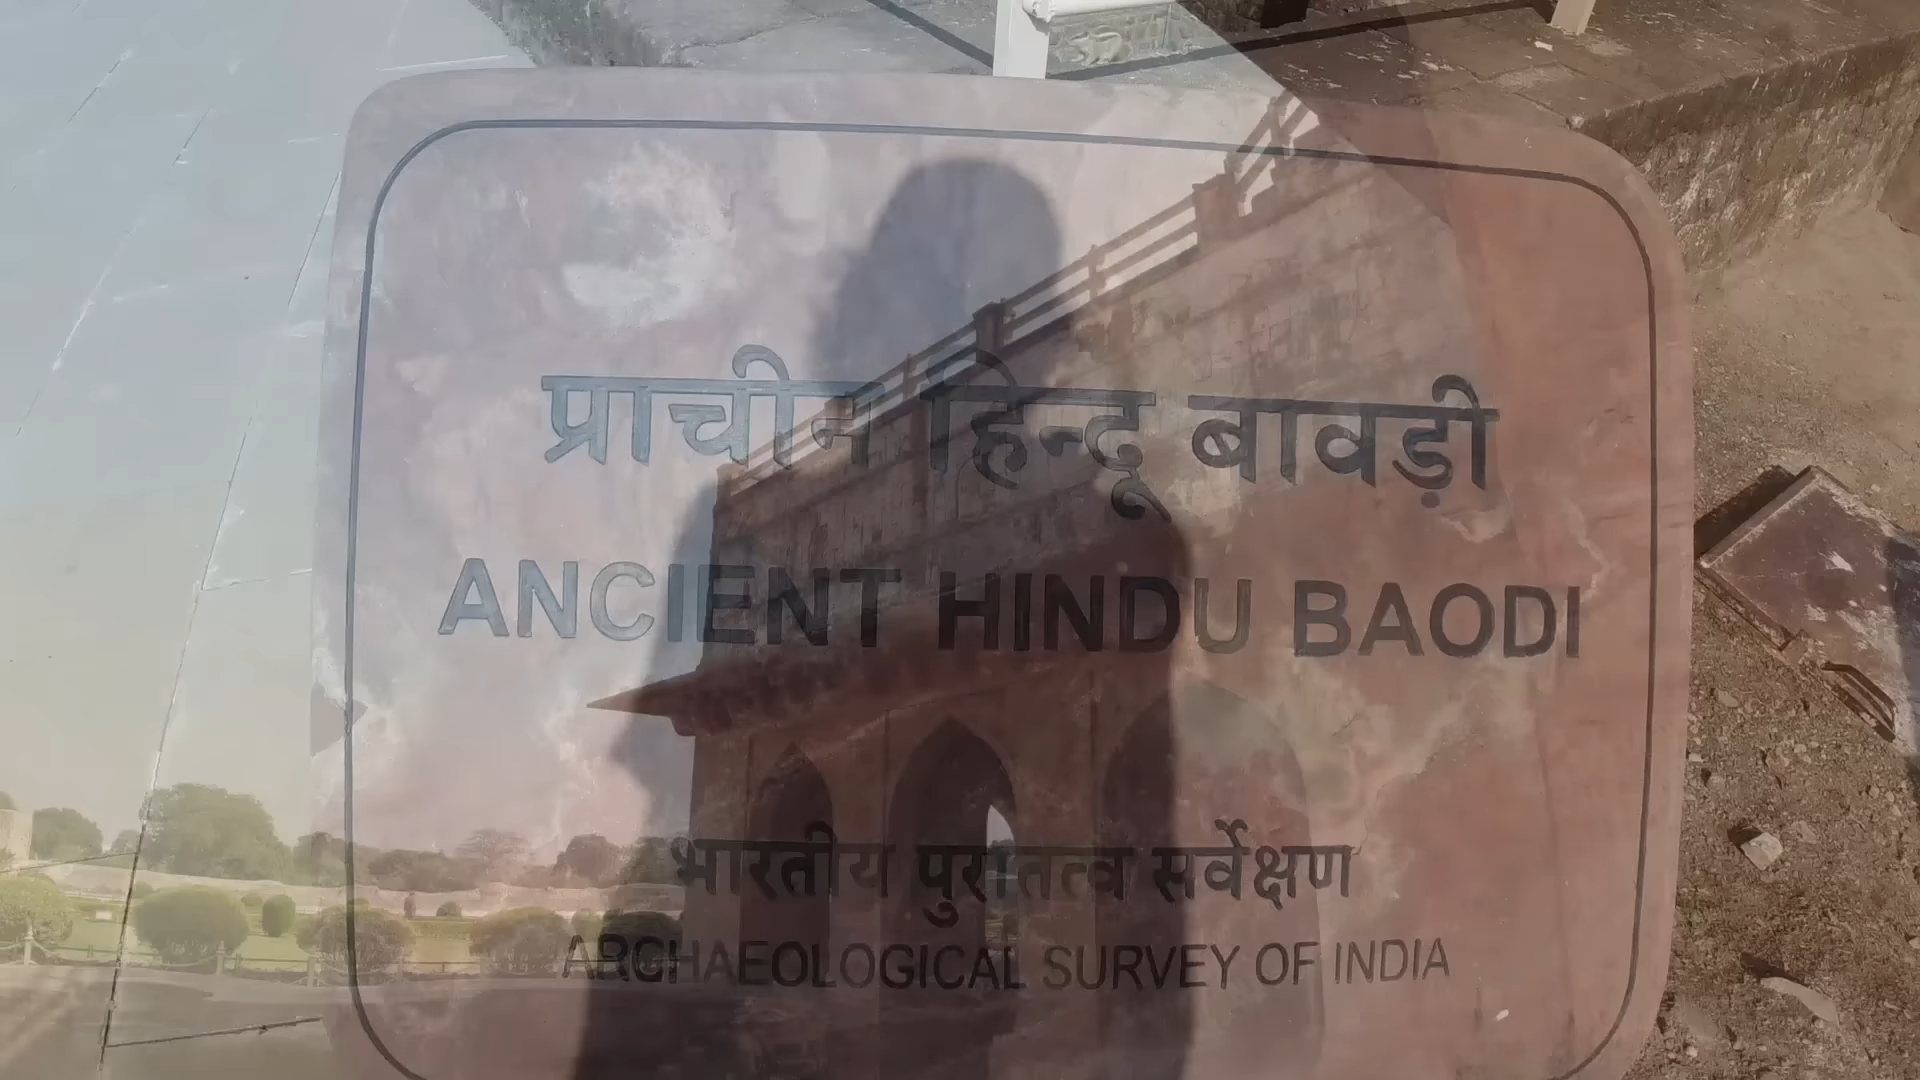 प्राचीन हिन्दू बावड़ी
ANCIENT HINDU BAODI
भारतीय पुरातत्व सर्वेक्षण
ARCHAEOLOGICAL SURVEY OF INDIA